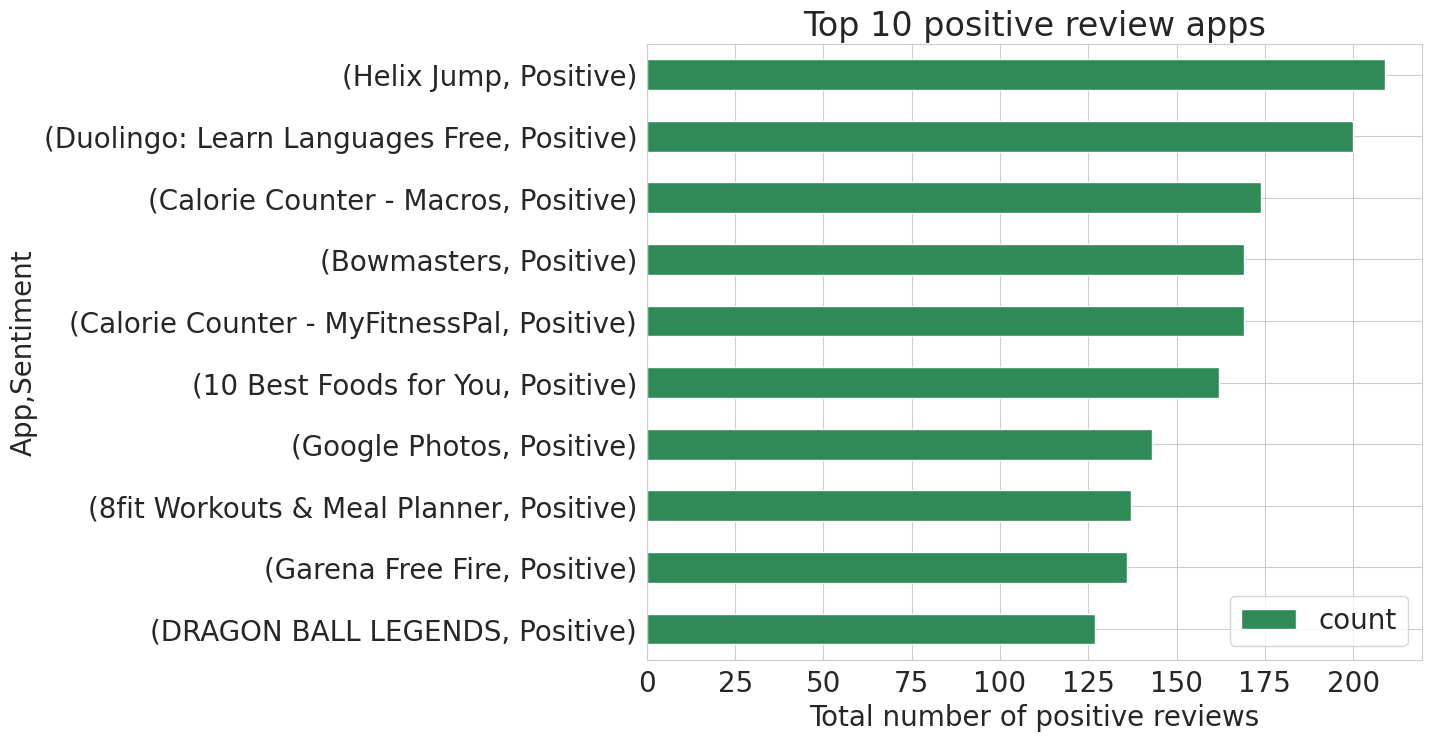 Top 10 positive review apps
App,Sentiment
(Helix Jump, Positive)
(Duolingo: Learn Languages Free, Positive)
(Calorie Counter - Macros, Positive)
(Bowmasters, Positive)
(Calorie Counter - MyFitnessPal, Positive)
(10 Best Foods for You, Positive)
(Google Photos, Positive)
(8fit Workouts & Meal Planner, Positive)
(Garena Free Fire, Positive)
(DRAGON BALL LEGENDS, Positive)
count
0 25 50 75 100 125 150 175 200
Total number of positive reviews